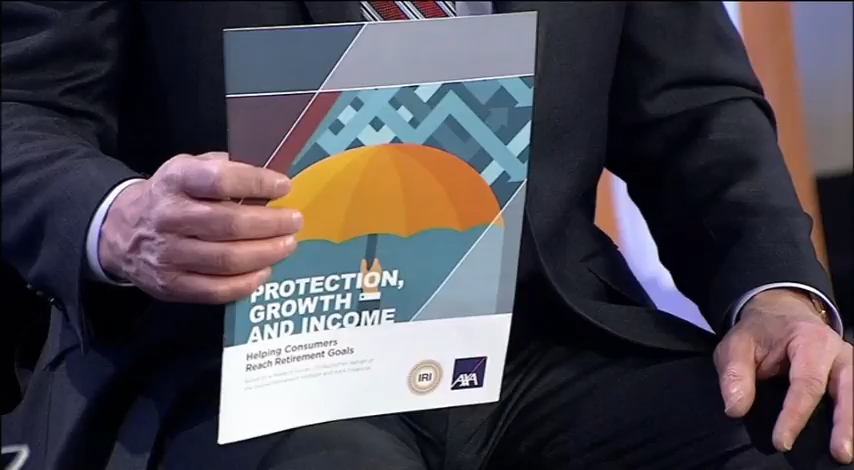 PROTECTION,
GROWTH
AND INCOME
Helping Consumers
Reach Retirement Goals
IRI
AXA